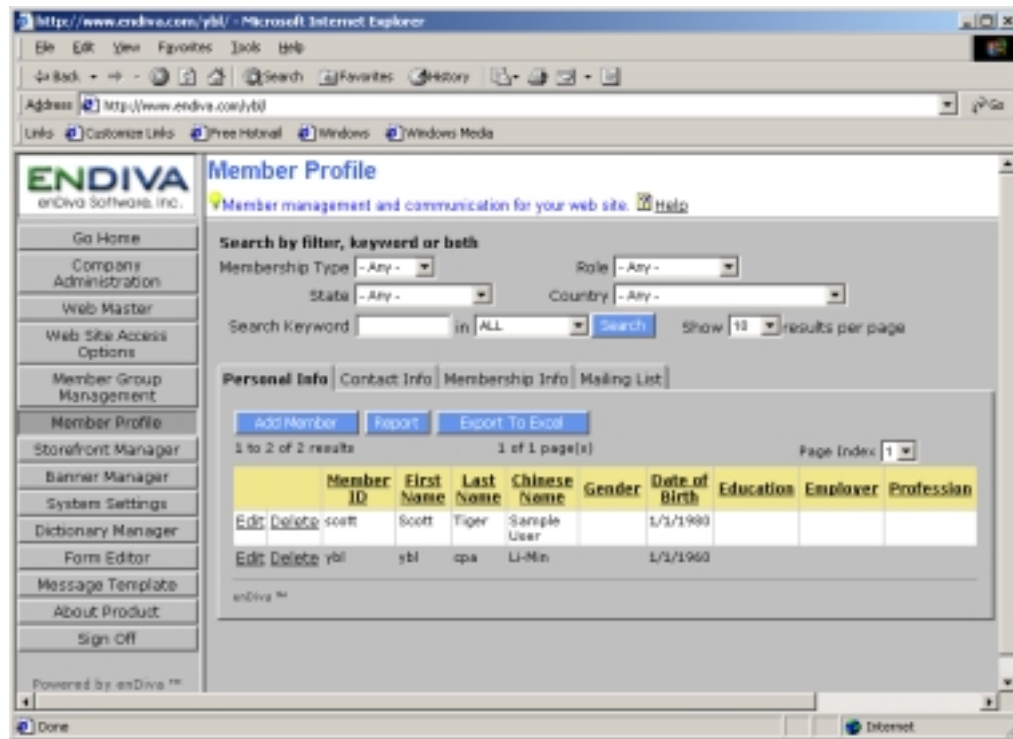 http://www.endiva.com/ybl/ - Microsoft Internet Explorer
File Edit View Favorites Tools Help
Back Search Favorites History
Address http://www.endiva.com/ybl/ Go
Links Customize Links Free Hotmail Windows Windows Media
ENDIVA
enDiva Software, Inc.
Go Home
Company
Administration
Web Master
Web Site Access
Options
Member Group
Management
Member Profile
Storefront Manager
Banner Manager
System Settings
Dictionary Manager
Form Editor
Message Template
About Product
Sign Off
Powered by enDiva ™
Member Profile
Member management and communication for your web site. Help
Search by filter, keyword or both
Membership Type - Any - Role - Any -
State - Any - Country - Any -
Search Keyword in ALL Search Show 10 results per page
Personal Info Contact Info Membership Info Mailing List
Add Member Report Export To Excel
1 to 2 of 2 results 1 of 1 page(s) Page Index 1
Member ID First Name Last Name Chinese Name Gender Date of Birth Education Employer Profession
Edit Delete scott Scott Tiger Sample User 1/1/1980
Edit Delete ybl ybl cpa Li-Min 1/1/1960
enDiva ™
Done Internet